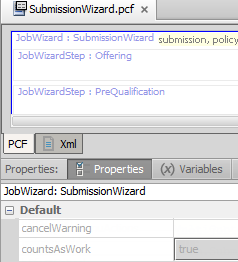 SubmissionWizard.pcf
JobWizard : SubmissionWizard submission, policy
JobWizardStep : Offering
JobWizardStep : PreQualification
PCF Xml
Properties: Properties (x) Variables
JobWizard: SubmissionWizard
Default
cancelWarning
countsAsWork true